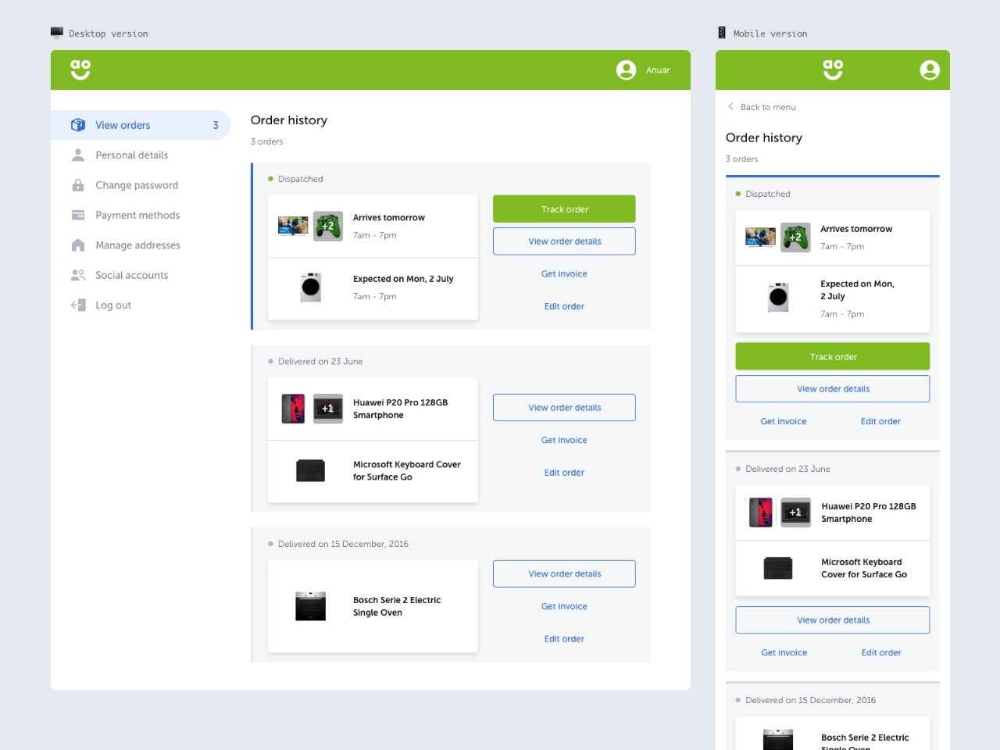 Desktop version
ao
Anuar
View orders 3
Personal details
Change password
Payment methods
Manage addresses
Social accounts
Log out
Order history
3 orders
Dispatched
+2
Arrives tomorrow
7am - 7pm
Expected on Mon, 2 July
7am - 7pm
Track order
View order details
Get invoice
Edit order
Delivered on 23 June
+1
Huawei P20 Pro 128GB
Smartphone
Microsoft Keyboard Cover
for Surface Go
View order details
Get invoice
Edit order
Delivered on 15 December, 2016
Bosch Serie 2 Electric
Single Oven
View order details
Get invoice
Edit order
Mobile version
ao
Back to menu
Order history
3 orders
Dispatched
+2
Arrives tomorrow
7am - 7pm
Expected on Mon,
2 July
7am - 7pm
Track order
View order details
Get invoice Edit order
Delivered on 23 June
+1
Huawei P20 Pro 128GB
Smartphone
Microsoft Keyboard
Cover for Surface Go
View order details
Get invoice Edit order
Delivered on 15 December, 2016
Bosch Serie 2 Electric
Single Oven